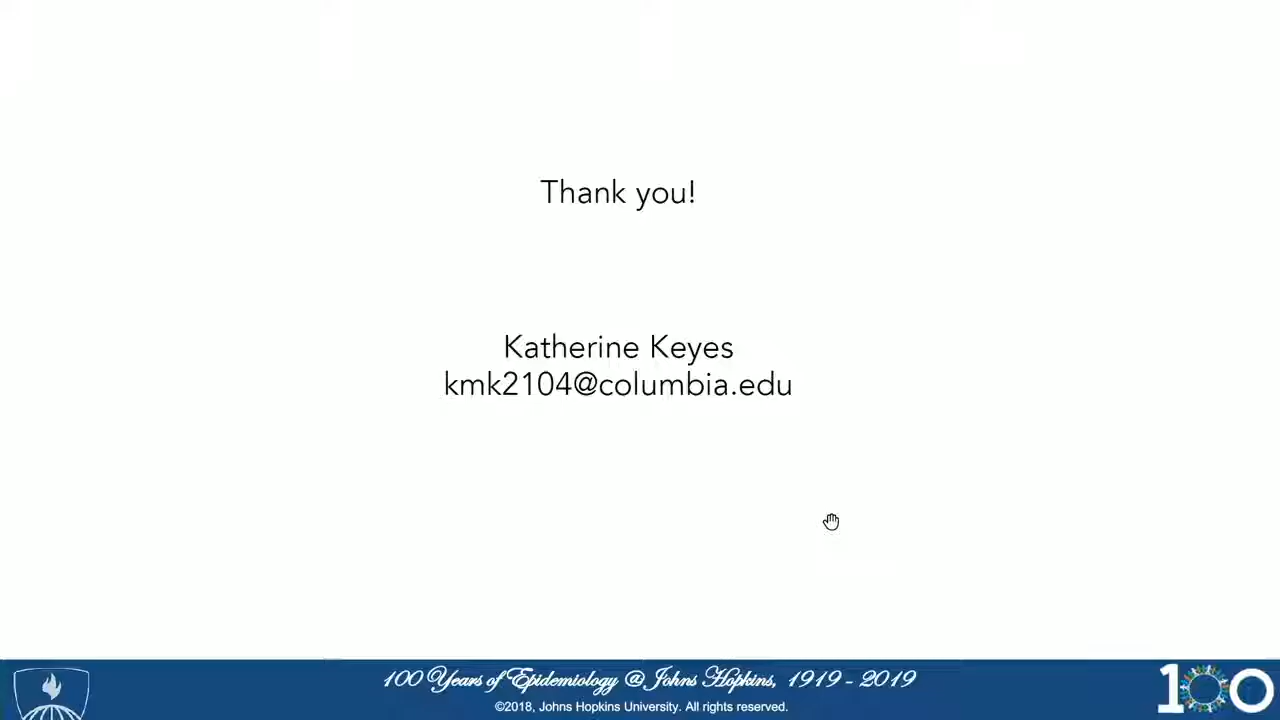 Thank you!
Katherine Keyes
kmk2104@columbia.edu
100 Years of Epidemiology @ Johns Hopkins, 1919 - 2019
©2018, Johns Hopkins University. All rights reserved.
100